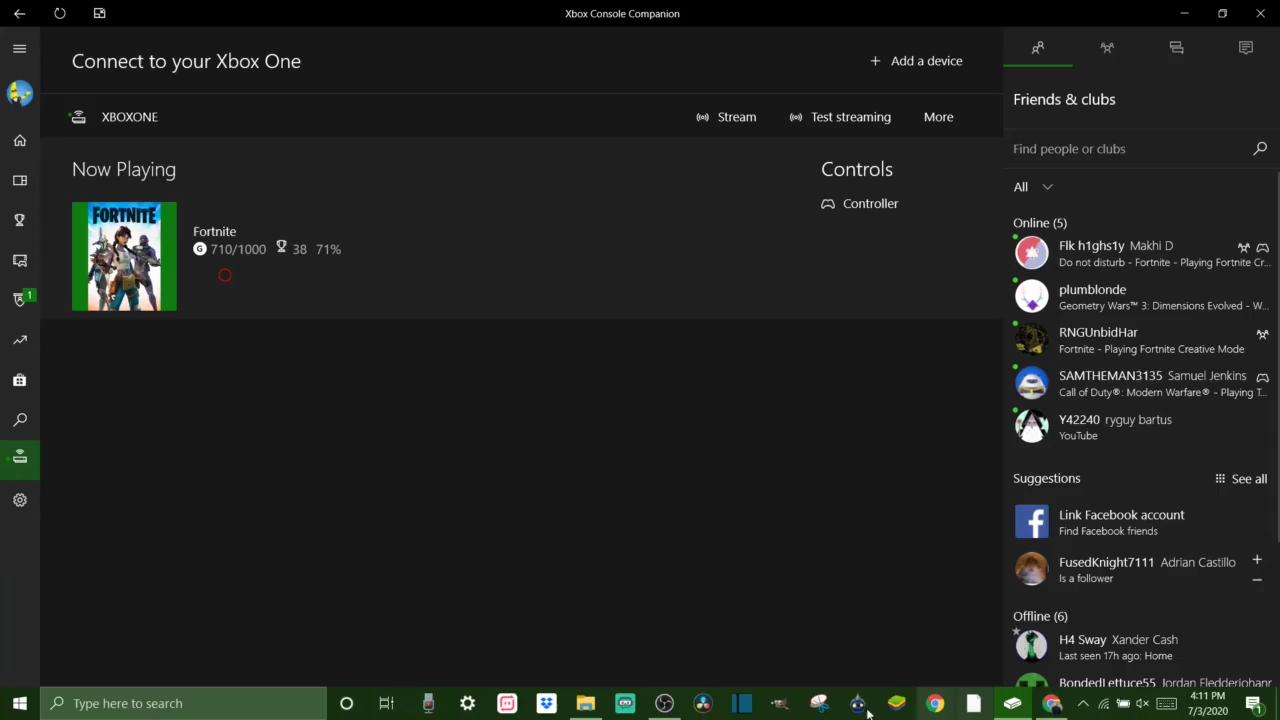 Xbox Console Companion
Connect to your Xbox One
Add a device
XBOXONE
Stream
Test streaming
More
Now Playing
Controls
FORTNITE
Fortnite
G 710/1000 38 71%
Controller
1
Friends & clubs
Find people or clubs
All
Online (5)
Flk h1ghs1y Makhi D
Do not disturb - Fortnite - Playing Fortnite Cr...
plumblonde
Geometry Wars™ 3: Dimensions Evolved - W...
RNGUnbidHar
Fortnite - Playing Fortnite Creative Mode
SAMTHEMAN3135 Samuel Jenkins
Call of Duty®: Modern Warfare® - Playing T...
Y42240 ryguy bartus
YouTube
Suggestions
See all
Link Facebook account
Find Facebook friends
FusedKnight7111 Adrian Castillo
Is a follower
Offline (6)
H4 Sway Xander Cash
Last seen 17h ago: Home
BondedLettuce55 Jordan Fledderjohann
Type here to search
4:11 PM
7/3/2020
1